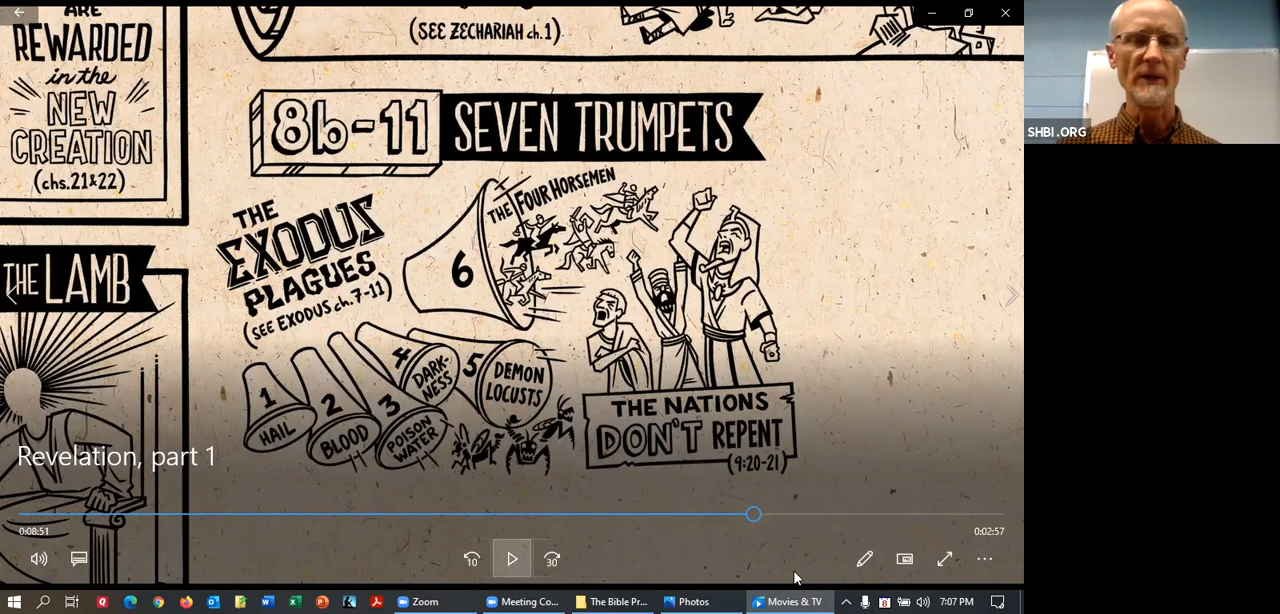 ARE
REWARDED
in the
NEW
CREATION
(chs. 21&22)
(SEE ZECHARIAH ch. 1)
8b-11 SEVEN TRUMPETS
THE
EXODUS
PLAGUES
(SEE EXODUS ch. 7-11)
THE FOUR HORSEMEN
6
THE LAMB
1
HAIL
2
BLOOD
3
POISON
WATER
4
DARK-
NESS
5
DEMON
LOCUSTS
THE NATIONS
DON'T REPENT
(9:20-21)
Revelation, part 1
0:08:51
0:02:57
10
30
SHBI.ORG
Zoom
Meeting Co...
The Bible Pr...
Photos
Movies & TV
7:07 PM